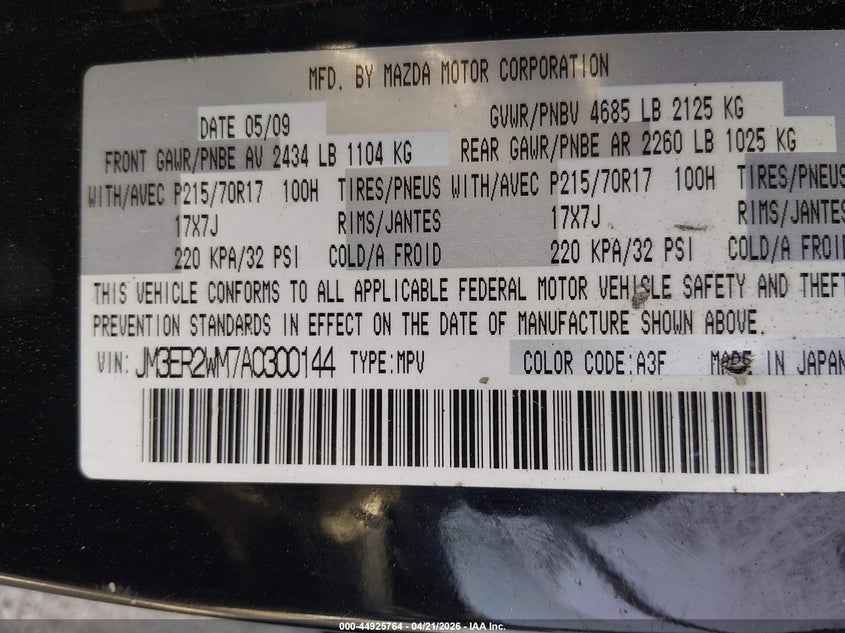 MFD. BY MAZDA MOTOR CORPORATION
DATE 05/09 GVWR/PNBV 4685 LB 2125 KG
FRONT GAWR/PNBE AV 2434 LB 1104 KG REAR GAWR/PNBE AR 2260 LB 1025 KG
WITH/AVEC P215/70R17 100H TIRES/PNEUS WITH/AVEC P215/70R17 100H TIRES/PNEUS
17X7J RIMS/JANTES 17X7J RIMS/JANTES
220 KPA/32 PSI COLD/A FROID 220 KPA/32 PSI COLD/A FROID
THIS VEHICLE CONFORMS TO ALL APPLICABLE FEDERAL MOTOR VEHICLE SAFETY AND THEFT
PREVENTION STANDARDS IN EFFECT ON THE DATE OF MANUFACTURE SHOWN ABOVE.
VIN: JM3ER2WM7A0300144 TYPE:MPV COLOR CODE:A3F MADE IN JAPAN
000-44925764 - 04/21/2026 - IAA Inc.